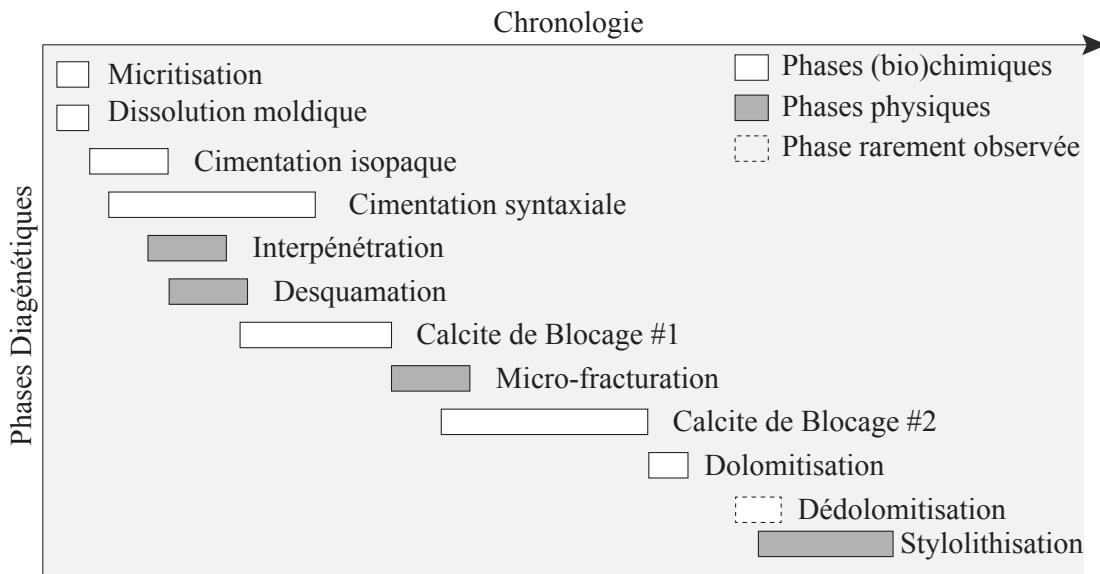 Chronologie
Phases Diagénétiques
Micritisation
Dissolution moldique
Cimentation isopaque
Cimentation syntaxiale
Interpénétration
Desquamation
Calcite de Blocage #1
Micro-fracturation
Calcite de Blocage #2
Dolomitisation
Dédolomitisation
Stylolithisation
Phases (bio)chimiques
Phases physiques
Phase rarement observée